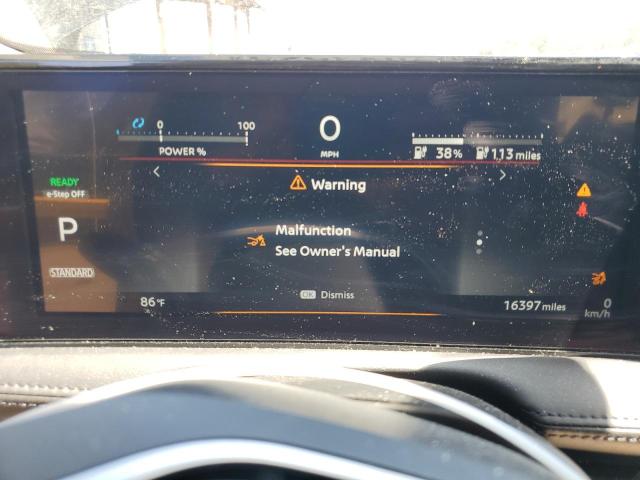 0 100
POWER %
0
MPH
38% 113 miles
READY
e-Step OFF
Warning
P
Malfunction
See Owner's Manual
STANDARD
OK Dismiss
86°F
16397 miles
0
km/h